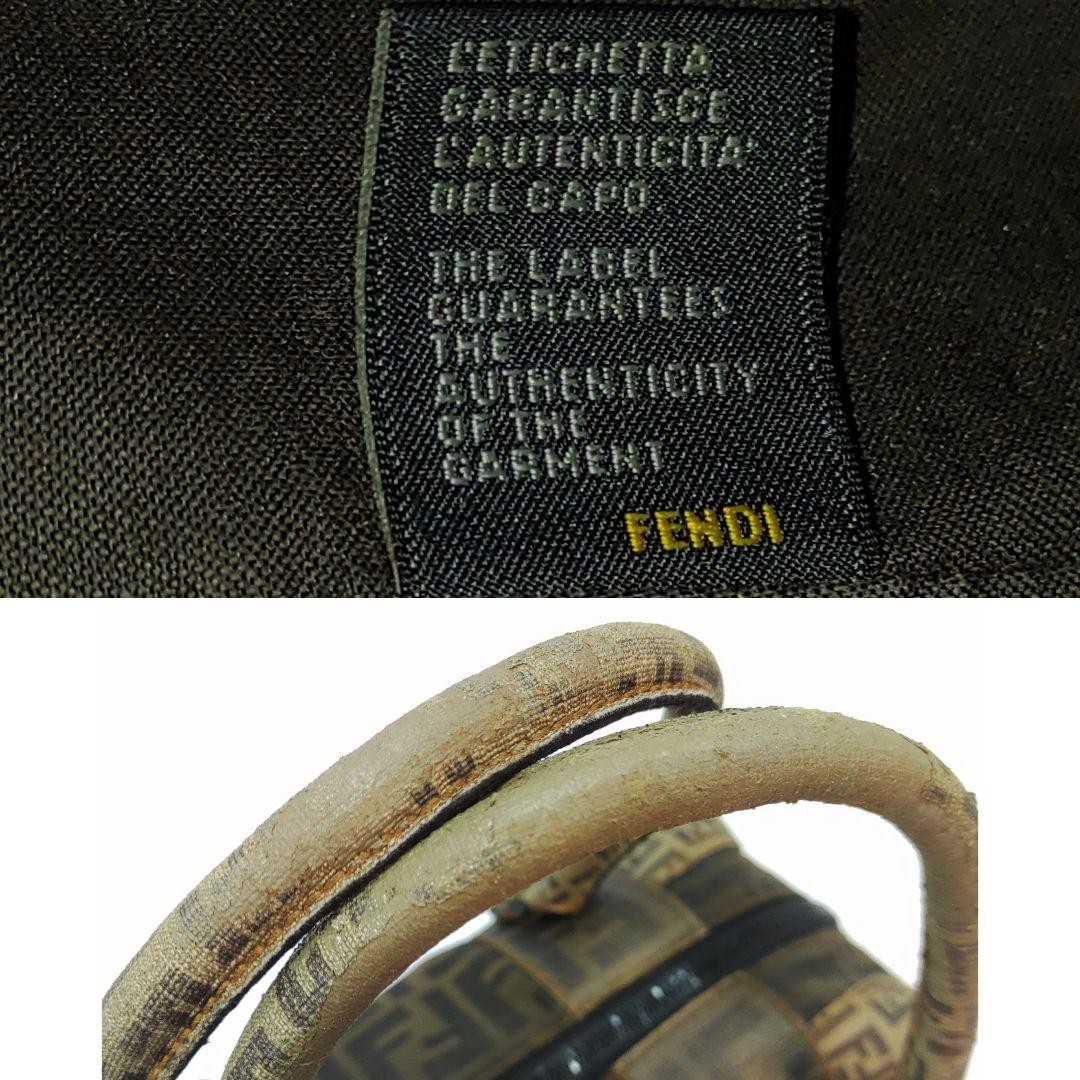 L'ETICHETTA
GARANTISCE
L'AUTENTICITA'
DEL CAPO
THE LABEL
GUARANTEES
THE
AUTHENTICITY
OF THE
GARMENT
FENDI